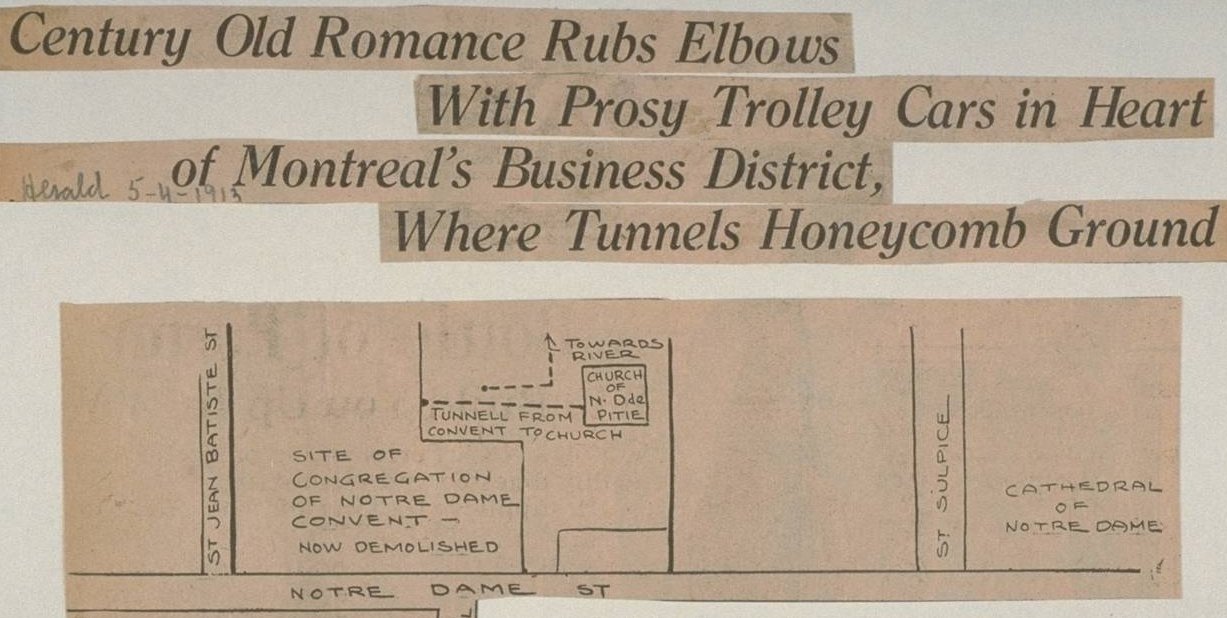 Century Old Romance Rubs Elbows
With Prosy Trolley Cars in Heart
of Montreal's Business District,
Herald 5-4-1913
Where Tunnels Honeycomb Ground
ST JEAN BATISTE ST
TOWARDS
RIVER
CHURCH
OF
N. D de
PITIE
TUNNELL FROM
CONVENT TO CHURCH
SITE OF
CONGREGATION
OF NOTRE DAME
CONVENT —
NOW DEMOLISHED
ST SULPICE
CATHEDRAL
OF
NOTRE DAME
NOTRE DAME ST